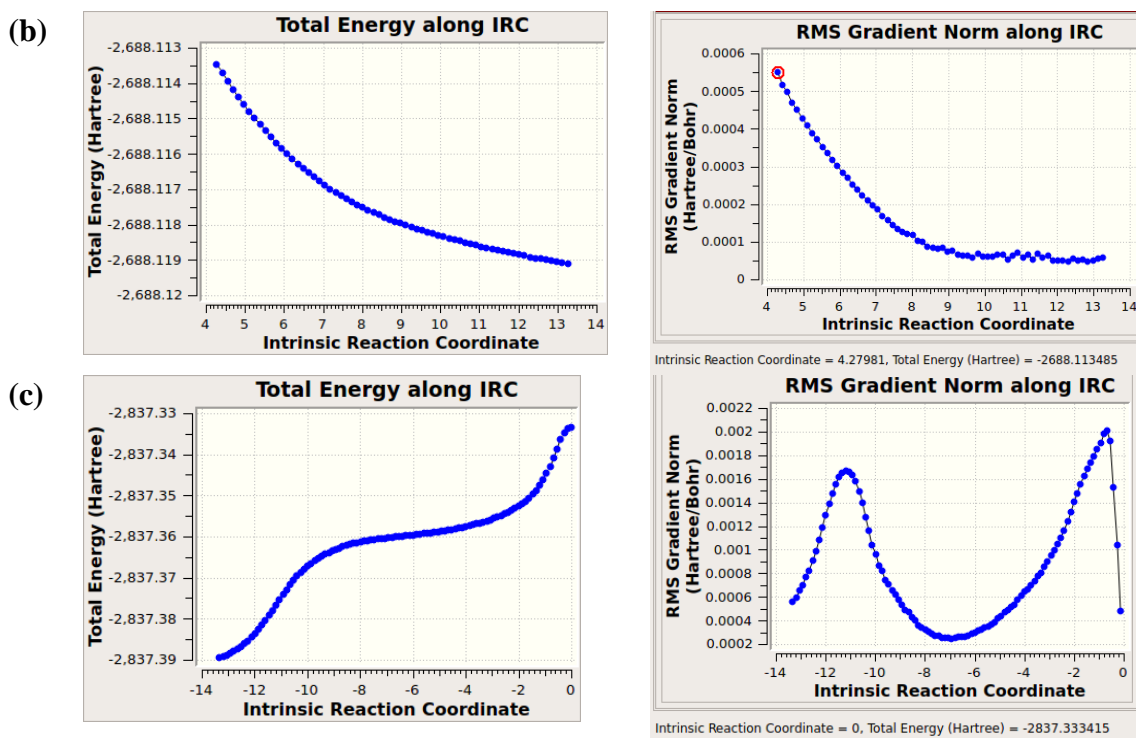 (b)
Total Energy along IRC
Total Energy (Hartree)
-2,688.113
-2,688.114
-2,688.115
-2,688.116
-2,688.117
-2,688.118
-2,688.119
-2,688.12
4 5 6 7 8 9 10 11 12 13 14
Intrinsic Reaction Coordinate
RMS Gradient Norm along IRC
RMS Gradient Norm
(Hartree/Bohr)
0.0006
0.0005
0.0004
0.0003
0.0002
0.0001
0
4 5 6 7 8 9 10 11 12 13 14
Intrinsic Reaction Coordinate
Intrinsic Reaction Coordinate = 4.27981, Total Energy (Hartree) = -2688.113485
(c)
Total Energy along IRC
Total Energy (Hartree)
-2,837.33
-2,837.34
-2,837.35
-2,837.36
-2,837.37
-2,837.38
-2,837.39
-14 -12 -10 -8 -6 -4 -2 0
Intrinsic Reaction Coordinate
RMS Gradient Norm along IRC
RMS Gradient Norm
(Hartree/Bohr)
0.0022
0.002
0.0018
0.0016
0.0014
0.0012
0.001
0.0008
0.0006
0.0004
0.0002
-14 -12 -10 -8 -6 -4 -2 0
Intrinsic Reaction Coordinate
Intrinsic Reaction Coordinate = 0, Total Energy (Hartree) = -2837.333415